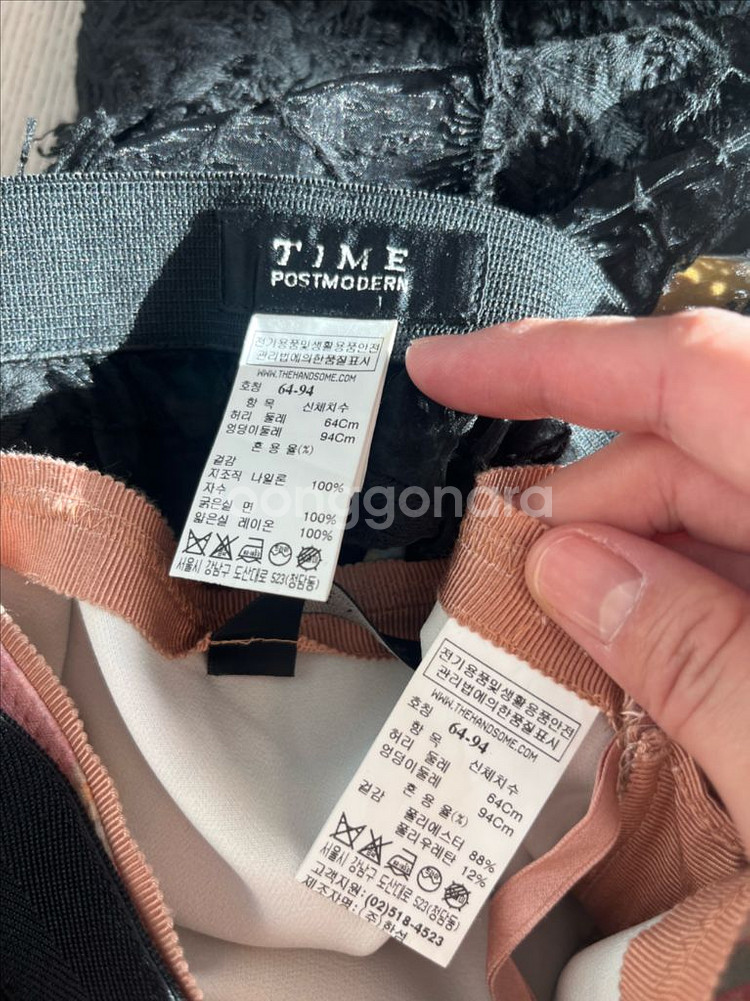 TIME
POSTMODERN
전기용품및생활용품안전
관리법에의한품질표시
WWW.THEHANDSOME.COM
호칭 64-94
항 목 신체치수
허리 둘레 64Cm
엉덩이둘레 94Cm
혼 용 율(%)
겉감
지조직 나일론 100%
자수
굵은실 면 100%
얇은실 레이온 100%
서울시 강남구 도산대로 523(청담동)
joonggonara
전기용품및생활용품안전
관리법에의한품질표시
WWW.THEHANDSOME.COM
호칭 64-94
항 목 신체치수
허리 둘레 64Cm
엉덩이둘레 94Cm
혼 용 율(%)
겉감 폴리에스터 88%
폴리우레탄 12%
서울시 강남구 도산대로 523(청담동)
고객지원: (02)518-4523
제조자명: (주)한섬